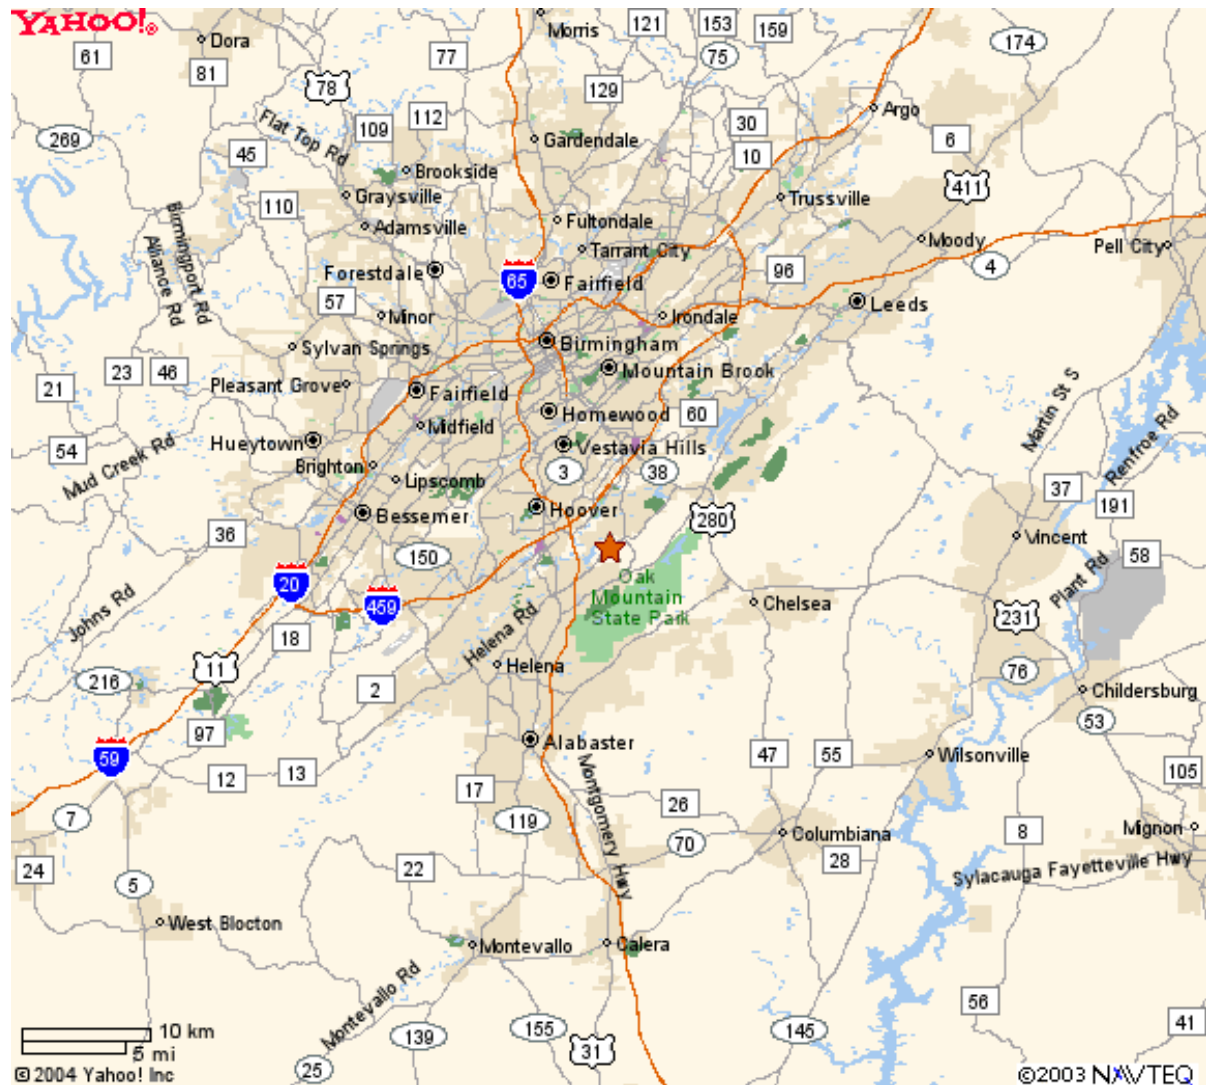 YAHOO!®
Morris
121
153
159
174
61
Dora
77
75
81
78
129
Argo
269
Flat Top Rd
109
112
30
6
45
Gardendale
10
Brookside
411
110
Graysville
Trussville
Birmingport Rd
Alliance Rd
Adamsville
Fultondale
Tarrant City
Moody
Pell City
Forestdale
65
Fairfield
96
4
57
Minor
Irondale
Leeds
Birmingham
Sylvan Springs
21
23
46
Pleasant Grove
Mountain Brook
Fairfield
Homewood
60
Martin St S
Renfroe Rd
54
Mud Creek Rd
Hueytown
Midfield
Vestavia Hills
Brighton
Lipscomb
3
38
37
191
Bessemer
Hoover
280
36
Vincent
150
Plant Rd
58
20
Oak
Mountain
State Park
Johns Rd
459
Chelsea
231
18
Helena Rd
11
Helena
76
216
2
Childersburg
97
53
59
Alabaster
47
55
Wilsonville
12
13
17
Montgomery Hwy
26
105
7
119
70
Columbiana
8
Mignon
24
22
28
Sylacauga Fayetteville Hwy
5
West Blocton
Montevallo
Calera
Montevallo Rd
56
10 km
5 mi
139
155
31
145
41
25
© 2004 Yahoo! Inc
©2003 NAVTEQ